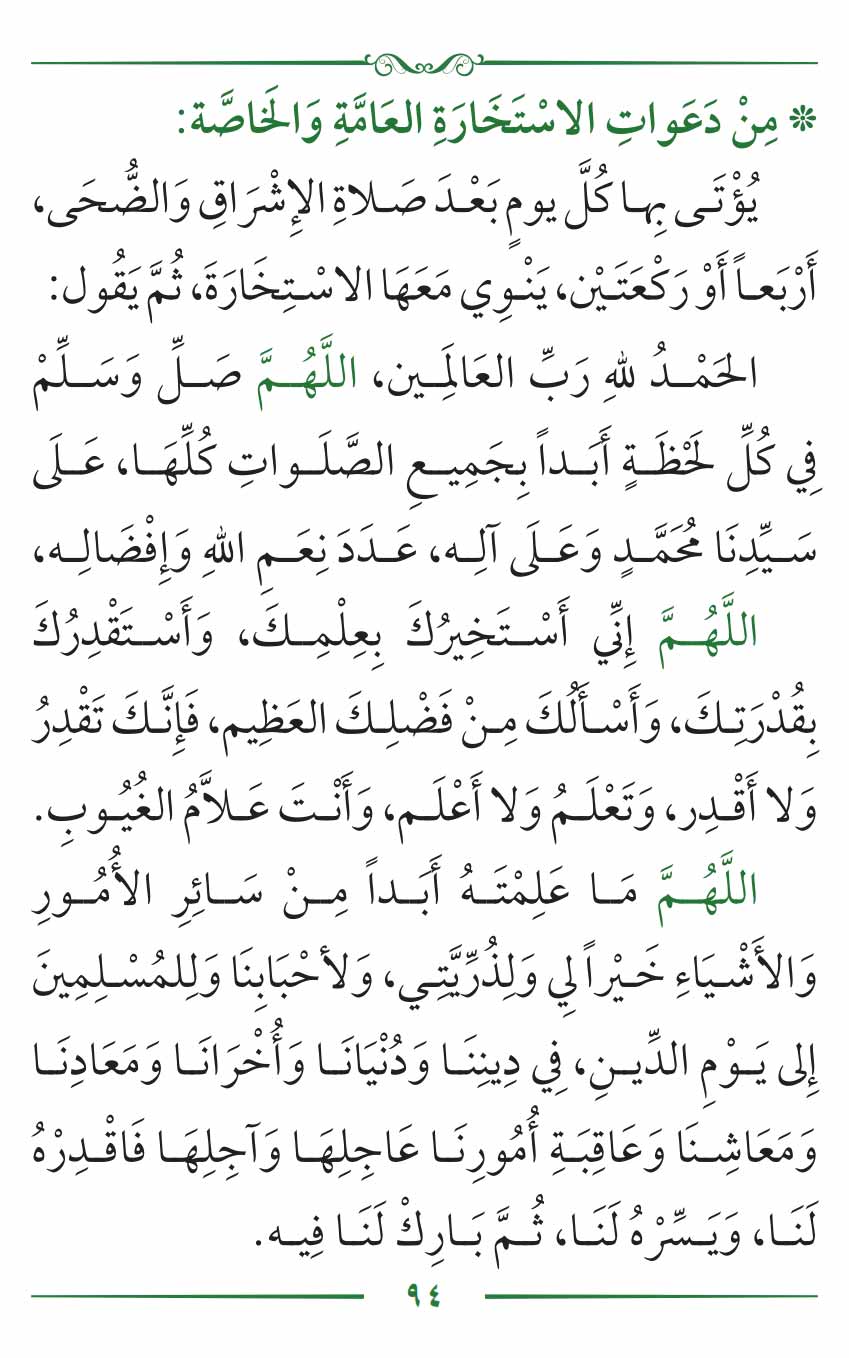 ❊ مِنْ دَعَواتِ الاسْتَخَارَةِ العَامَّةِ وَالخَاصَّة:
يُؤْتَى بِها كُلَّ يومٍ بَعْدَ صَلاةِ الإِشْرَاقِ وَالضُّحَى،
أَرْبَعاً أَوْ رَكْعَتَيْن، يَنْوِي مَعَهَا الاسْتِخَارَةَ، ثُمَّ يَقُول:
الحَمْدُ للهِ رَبِّ العَالَمِين، اللَّهُمَّ صَلِّ وَسَلِّمْ
فِي كُلِّ لَحْظَةٍ أَبَداً بِجَمِيعِ الصَّلَواتِ كُلِّهَا، عَلَى
سَيِّدِنَا مُحَمَّدٍ وَعَلَى آلِه، عَدَدَ نِعَمِ اللهِ وَإِفْضَالِه،
اللَّهُمَّ إِنِّي أَسْتَخِيرُكَ بِعِلْمِكَ، وَأَسْتَقْدِرُكَ
بِقُدْرَتِكَ، وَأَسْأَلُكَ مِنْ فَضْلِكَ العَظِيم، فَإِنَّكَ تَقْدِرُ
وَلا أَقْدِر، وَتَعْلَمُ وَلا أَعْلَم، وَأَنْتَ عَلاَّمُ الغُيُوبِ.
اللَّهُمَّ مَا عَلِمْتَهُ أَبَداً مِنْ سَائِرِ الأُمُورِ
وَالأَشْيَاءِ خَيْراً لِي وَلِذُرِّيَّتِي، وَلأحْبَابِنَا وَلِلمُسْلِمِينَ
إِلى يَوْمِ الدِّينِ، فِي دِينِنَا وَدُنْيَانَا وَأُخْرَانَا وَمَعَادِنَا
وَمَعَاشِنَا وَعَاقِبَةِ أُمُورِنَا عَاجِلِهَا وَآجِلِهَا فَاقْدِرْهُ
لَنَا، وَيَسِّرْهُ لَنَا، ثُمَّ بَارِكْ لَنَا فِيه.
٩٤